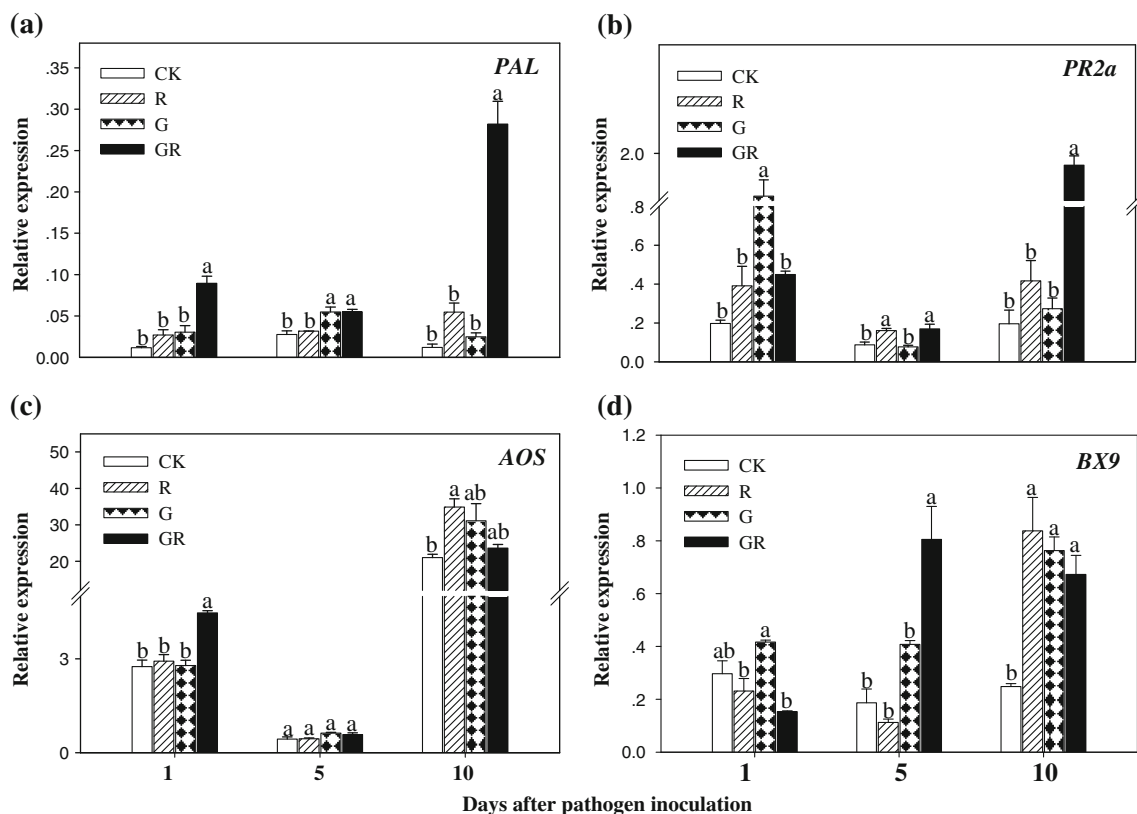 (a)
PAL
CK
R
G
GR
.35
.30
.25
.20
.15
.10
.05
0.00
Relative expression
b b b a
b b a a
b b b a
(b)
PR2a
CK
R
G
GR
2.0
.8
.6
.4
.2
0.0
Relative expression
b b a b
b a b a
b b b a
(c)
AOS
CK
R
G
GR
50
40
30
20
3
0
Relative expression
b b b a
a a a a
b a ab ab
1 5 10
(d)
BX9
CK
R
G
GR
1.2
1.0
.8
.6
.4
.2
0.0
Relative expression
ab b a b
b b b a
b a a a
1 5 10
Days after pathogen inoculation